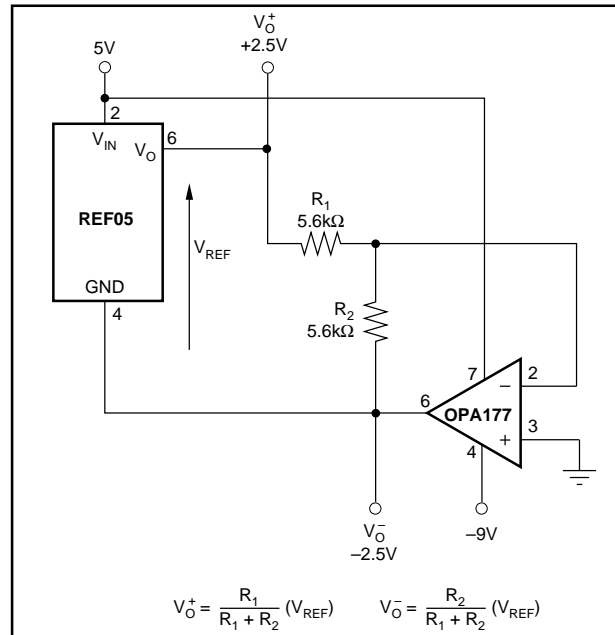 V_O^+
+2.5V
5V
2
V_IN
V_O
6
REF05
V_REF
GND
4
R_1
5.6kΩ
R_2
5.6kΩ
7
2
–
6
OPA177
3
+
4
V_O^–
–2.5V
–9V
V_O^+ = R_1 / (R_1 + R_2) (V_REF)
V_O^– = R_2 / (R_1 + R_2) (V_REF)